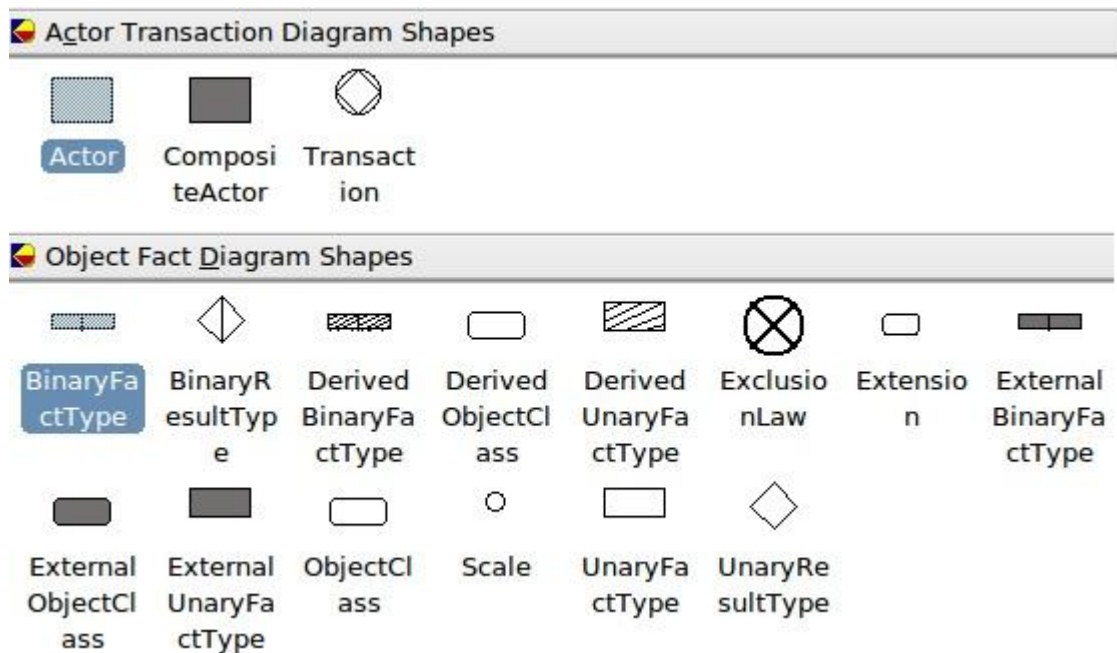 Actor Transaction Diagram Shapes
Actor Composi Transact
teActor ion
Object Fact Diagram Shapes
BinaryFa BinaryR Derived Derived Derived Exclusio Extensio External
ctType esultTyp BinaryFa ObjectCl UnaryFa nLaw n BinaryFa
e ctType ass ctType ctType
External External ObjectCl Scale UnaryFa UnaryRe
ObjectCl UnaryFa ass ctType sultType
ass ctType